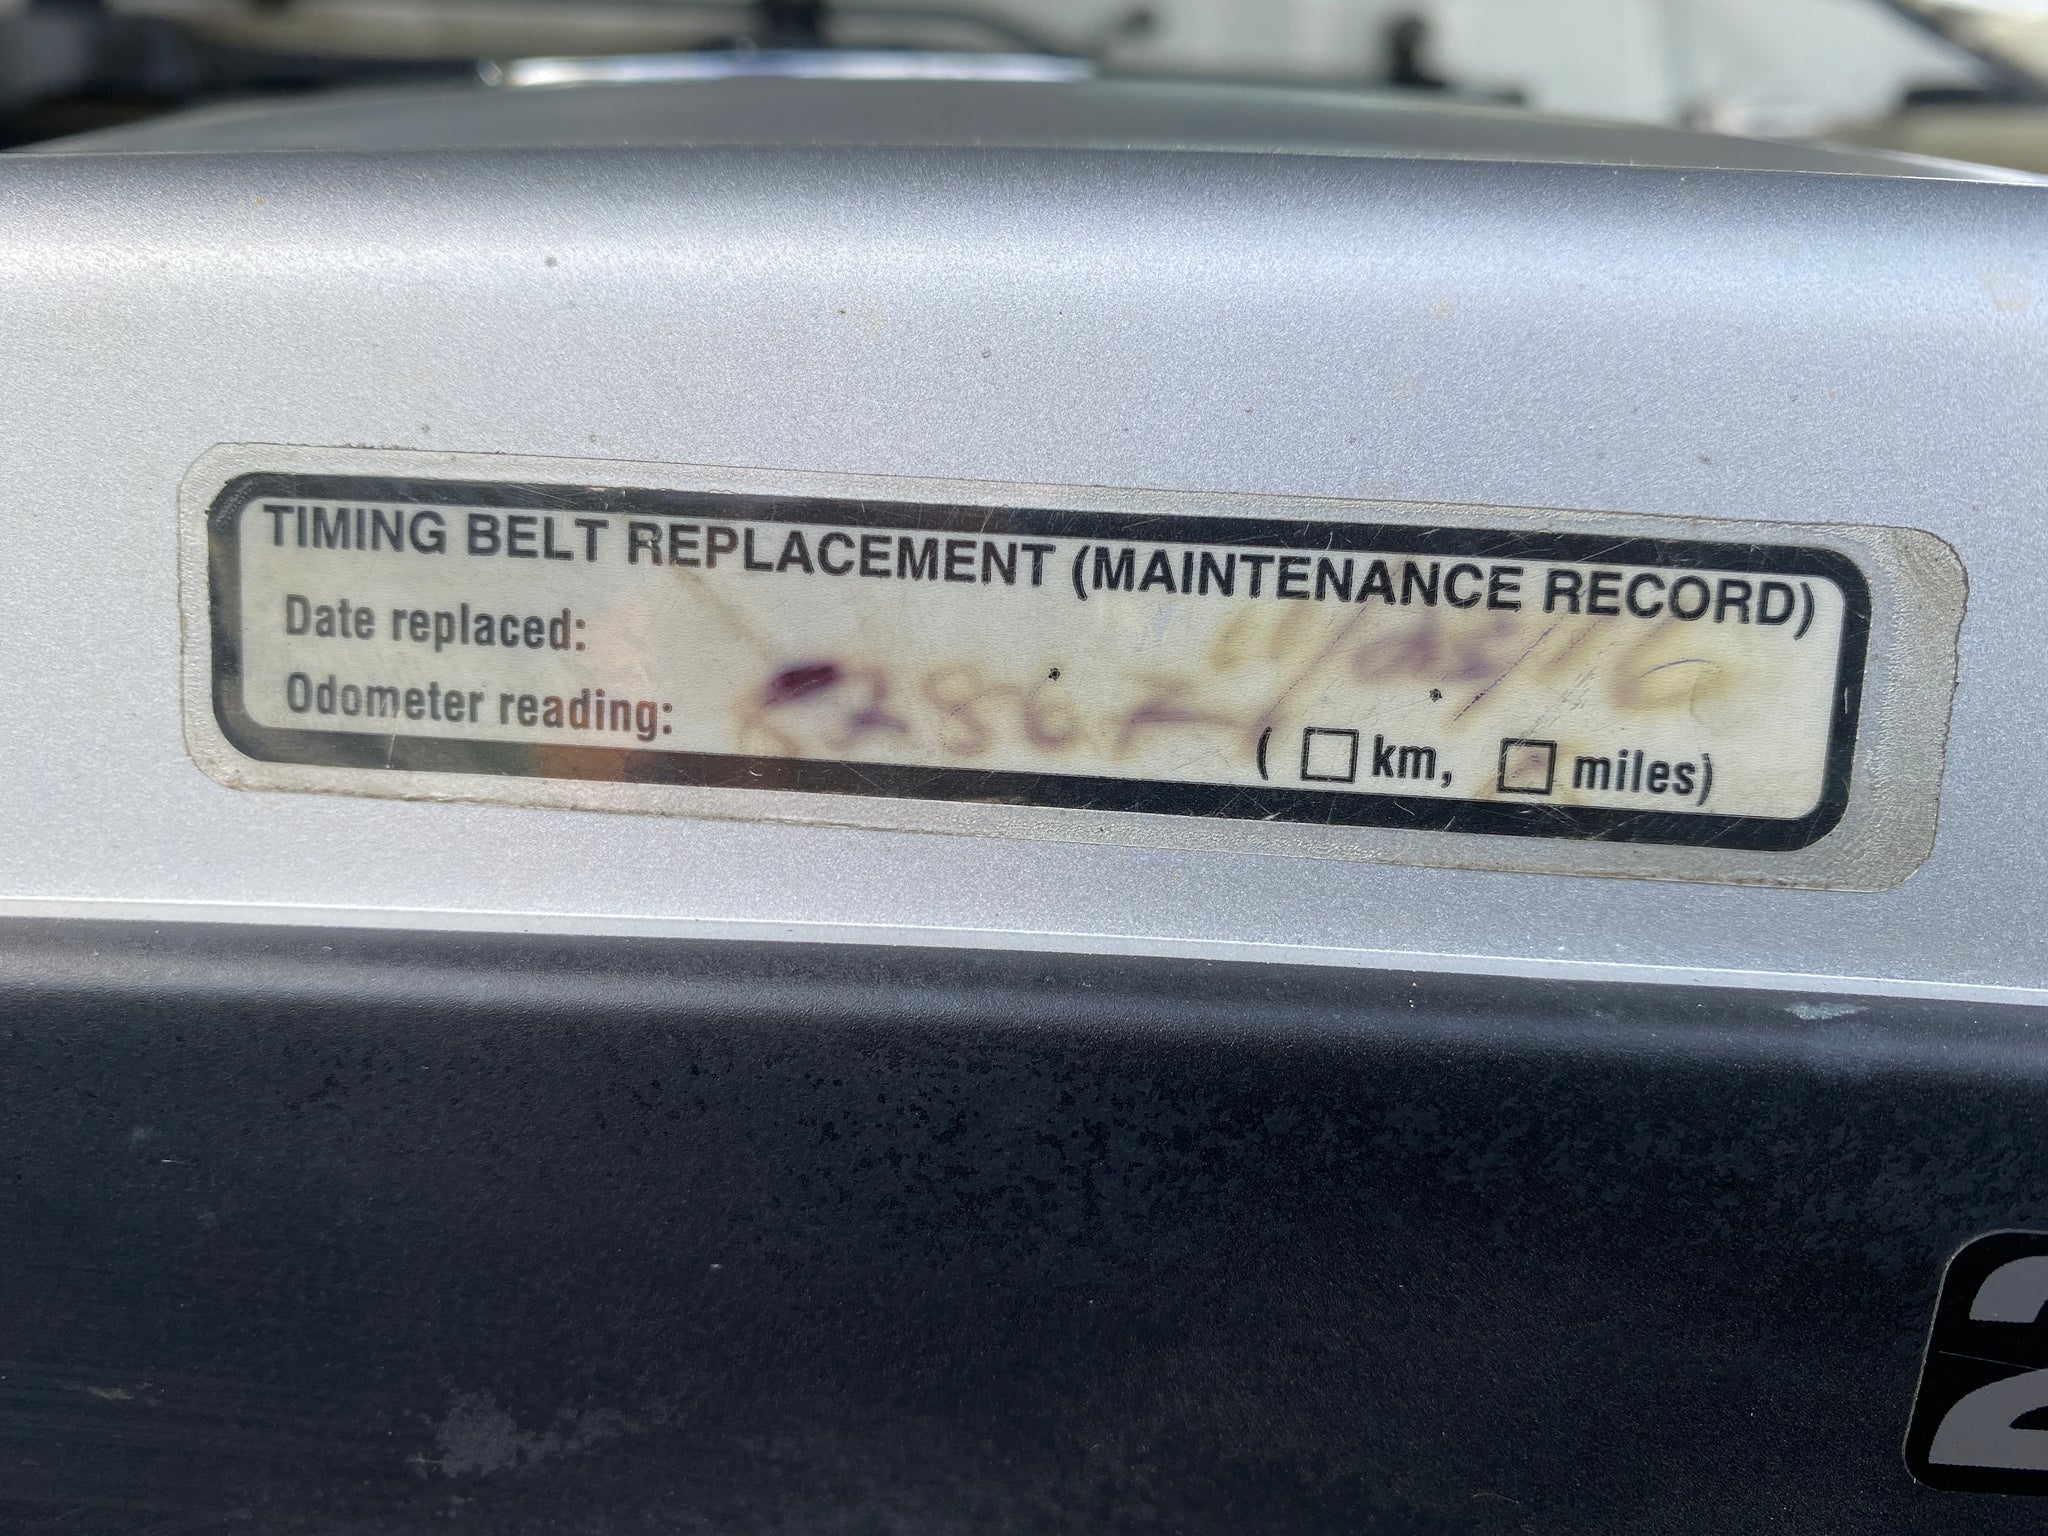 TIMING BELT REPLACEMENT (MAINTENANCE RECORD)
Date replaced:
Odometer reading:
( km, miles)